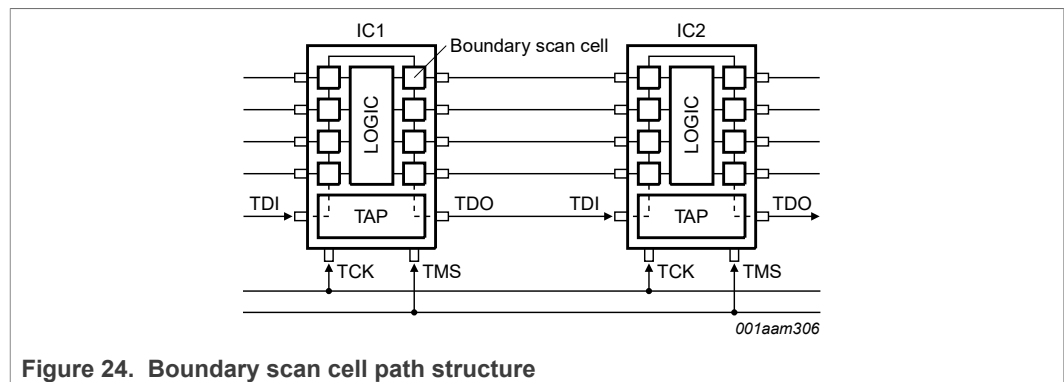 IC1
IC2
Boundary scan cell
LOGIC
LOGIC
TDI
TAP
TDO
TDI
TAP
TDO
TCK
TMS
TCK
TMS
001aam306
Figure 24. Boundary scan cell path structure